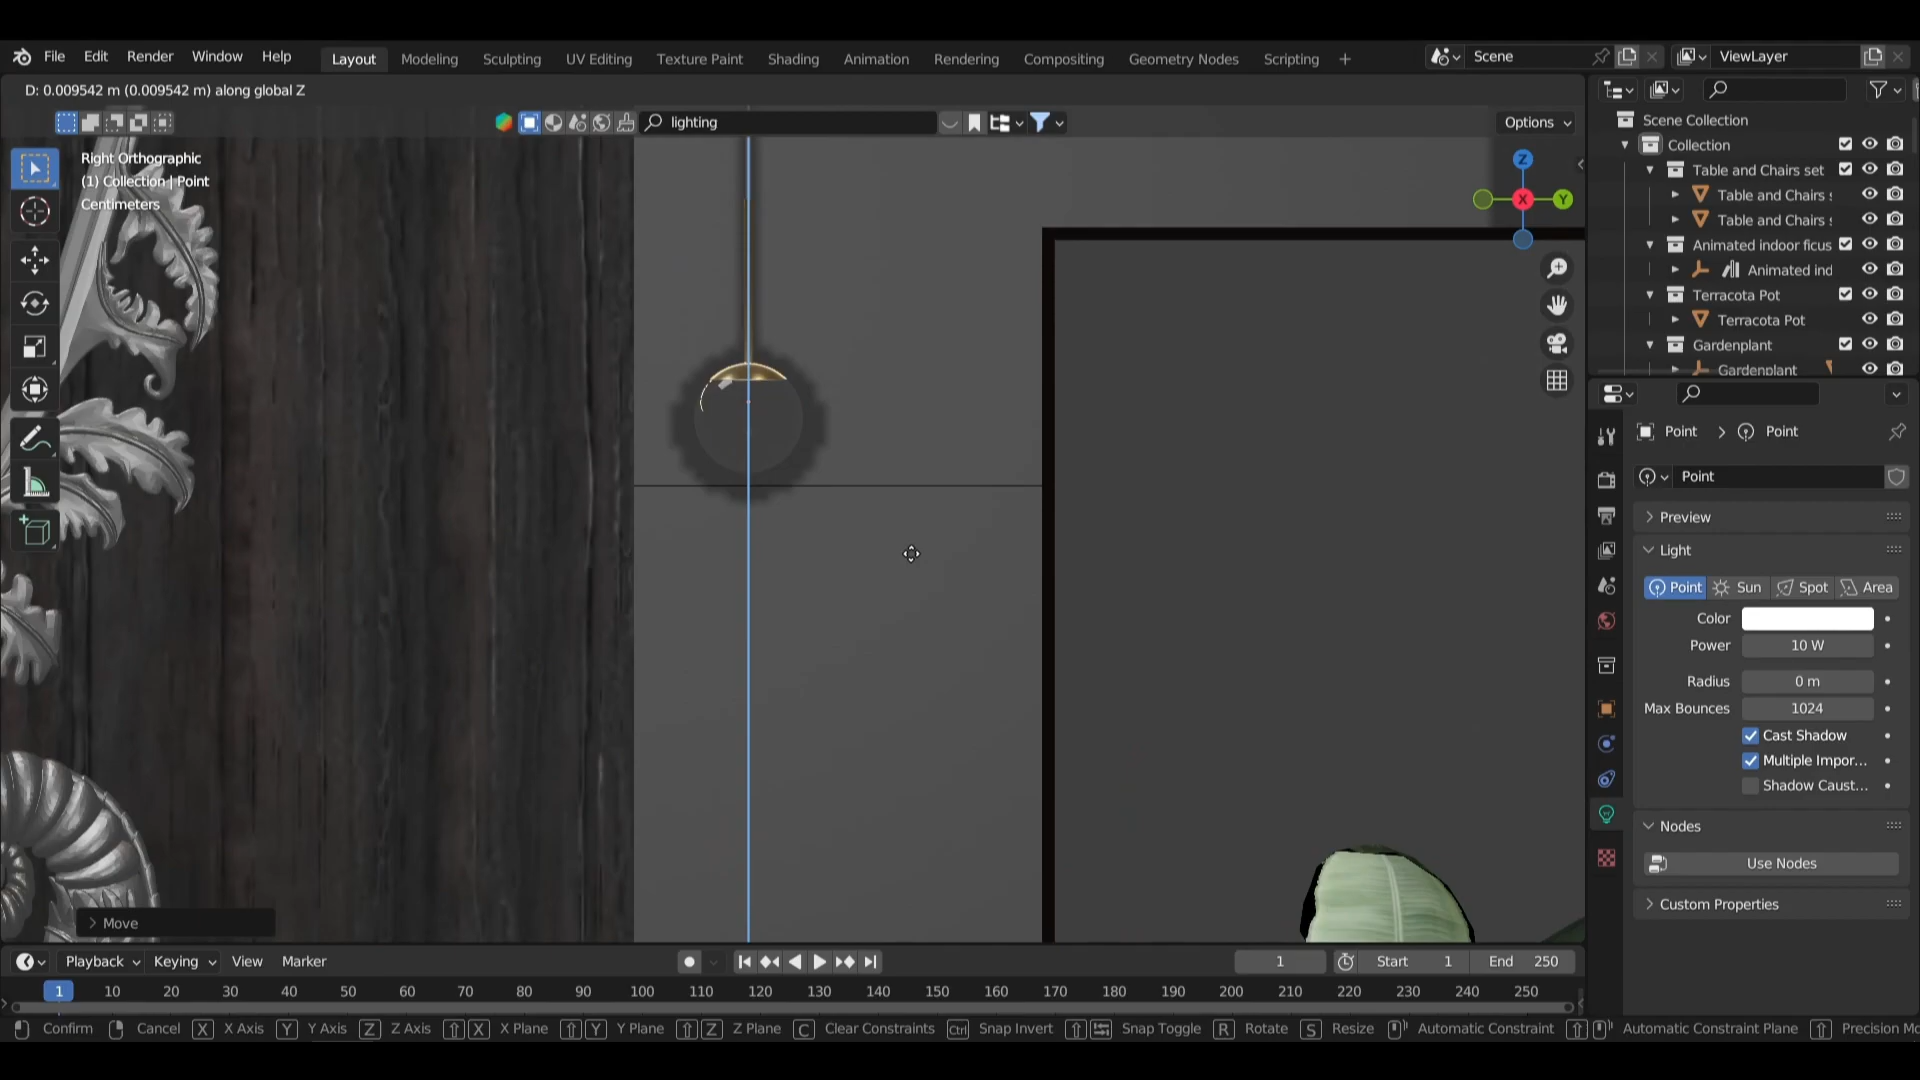 File Edit Render Window Help Layout Modeling Sculpting UV Editing Texture Paint Shading Animation Rendering Compositing Geometry Nodes Scripting + Scene ViewLayer
D: 0.009542 m (0.009542 m) along global Z
lighting Options
Right Orthographic
(1) Collection | Point
Centimeters
Z
X Y
Scene Collection
Collection
Table and Chairs set
Table and Chairs
Table and Chairs
Animated indoor ficus
Animated ind
Terracota Pot
Terracota Pot
Gardenplant
Gardenplant
Point > Point
Point
Preview
Light
Point Sun Spot Area
Color
Power 10 W
Radius 0 m
Max Bounces 1024
Cast Shadow
Multiple Impor...
Shadow Caust...
Nodes
Use Nodes
Custom Properties
> Move
Playback Keying View Marker 1 Start 1 End 250
1 10 20 30 40 50 60 70 80 90 100 110 120 130 140 150 160 170 180 190 200 210 220 230 240 250
Confirm Cancel X X Axis Y Y Axis Z Z Axis X X Plane Y Y Plane Z Z Plane C Clear Constraints Ctrl Snap Invert Snap Toggle R Rotate S Resize Automatic Constraint Automatic Constraint Plane Precision Mo